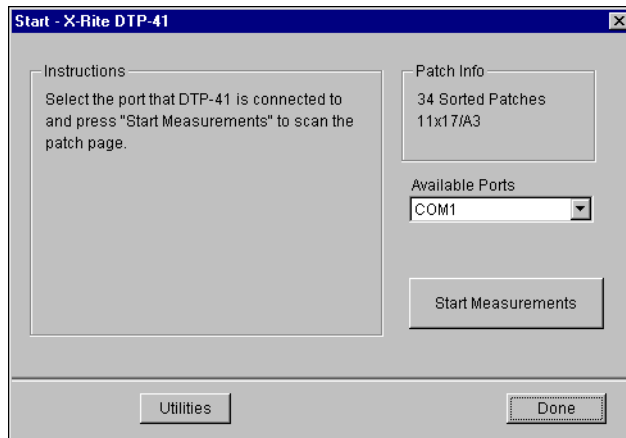 Start - X-Rite DTP-41
Instructions
Select the port that DTP-41 is connected to
and press "Start Measurements" to scan the
patch page.
Patch Info
34 Sorted Patches
11x17/A3
Available Ports
COM1
Start Measurements
Utilities
Done